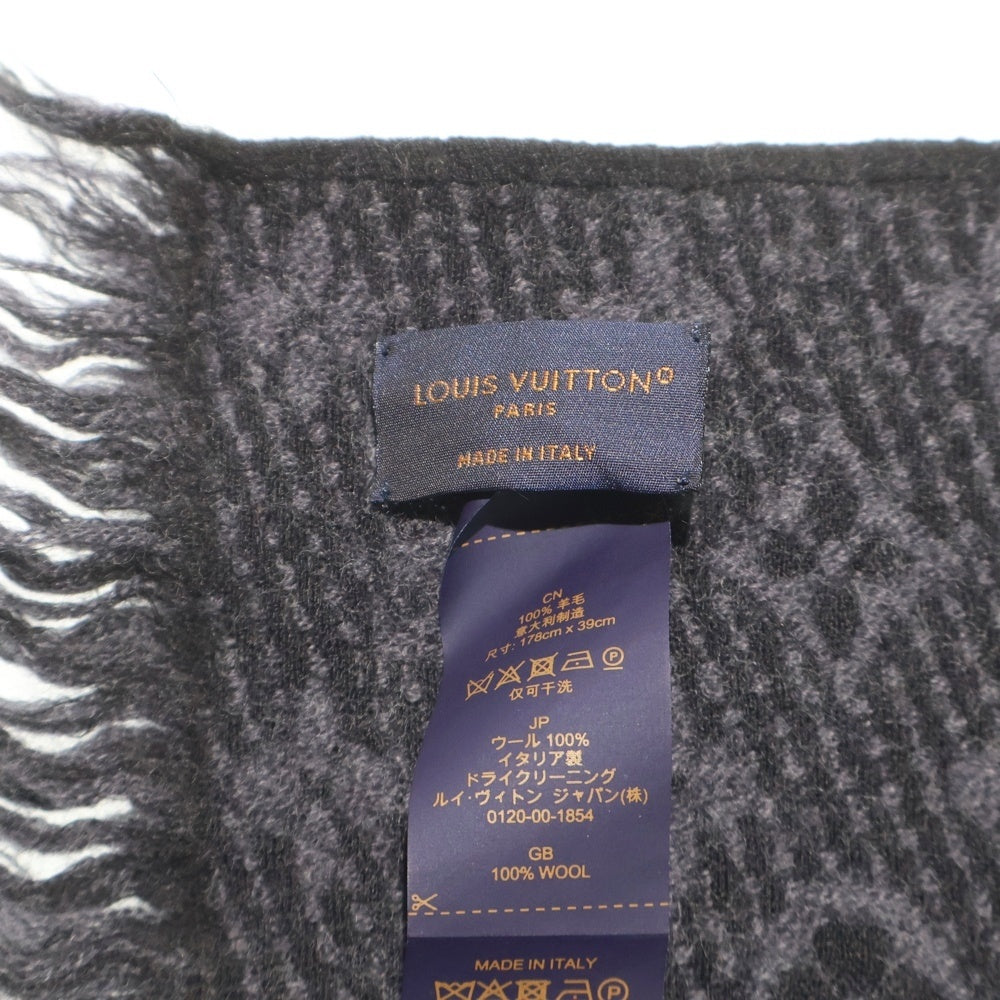 LOUIS VUITTON®
PARIS
MADE IN ITALY
CN
100% 羊毛
意大利制造
尺寸: 178cm x 39cm
P
仅可干洗
JP
ウール 100%
イタリア製
ドライクリーニング
ルイ·ヴィトン ジャパン(株)
0120-00-1854
GB
100% WOOL
MADE IN ITALY
P